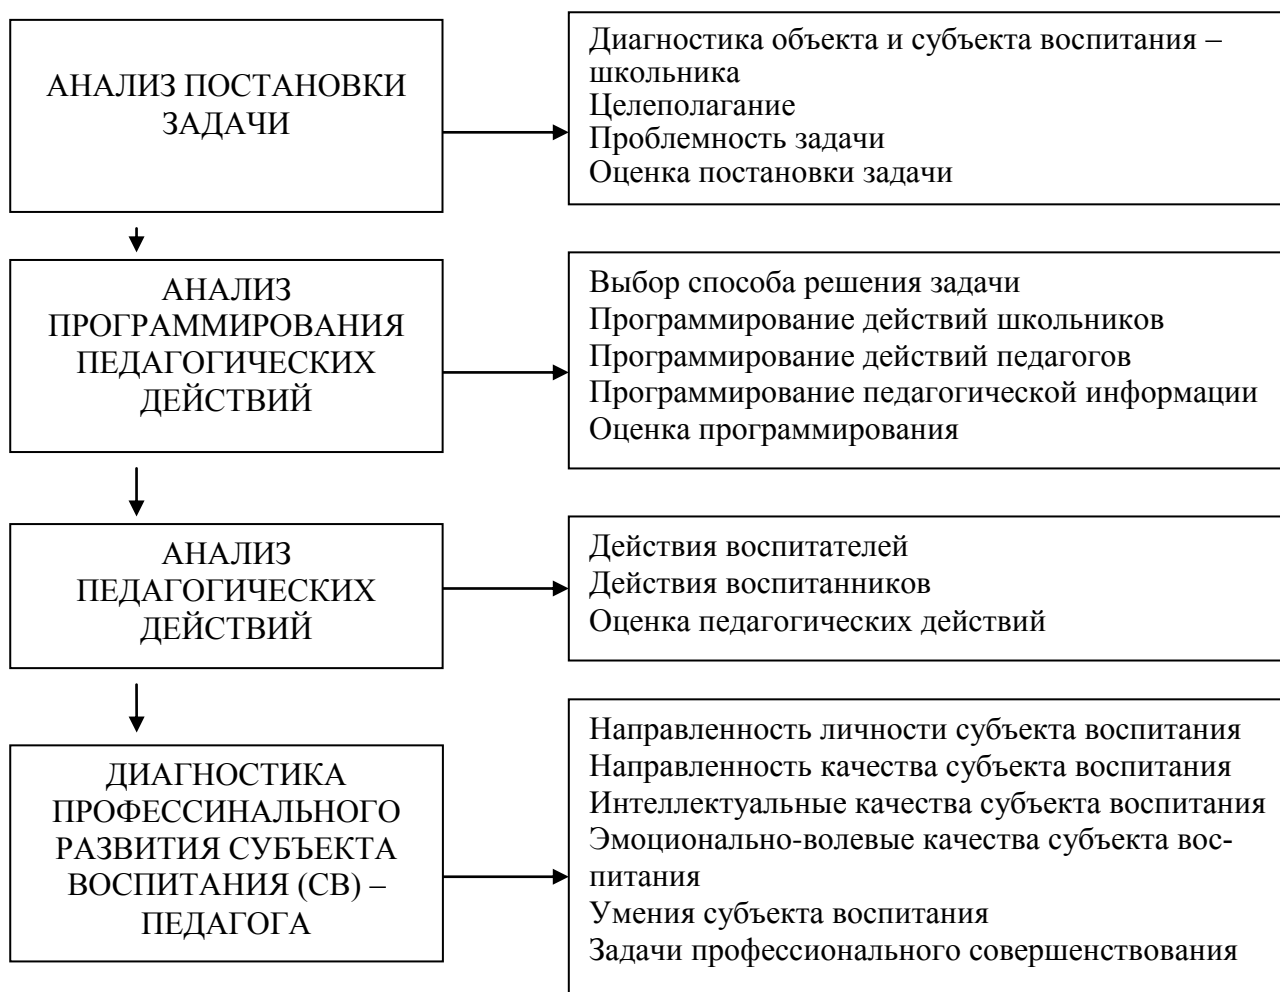 АНАЛИЗ ПОСТАНОВКИ
ЗАДАЧИ
Диагностика объекта и субъекта воспитания –
школьника
Целеполагание
Проблемность задачи
Оценка постановки задачи
АНАЛИЗ
ПРОГРАММИРОВАНИЯ
ПЕДАГОГИЧЕСКИХ
ДЕЙСТВИЙ
Выбор способа решения задачи
Программирование действий школьников
Программирование действий педагогов
Программирование педагогической информации
Оценка программирования
АНАЛИЗ
ПЕДАГОГИЧЕСКИХ
ДЕЙСТВИЙ
Действия воспитателей
Действия воспитанников
Оценка педагогических действий
ДИАГНОСТИКА
ПРОФЕССИНАЛЬНОГО
РАЗВИТИЯ СУБЪЕКТА
ВОСПИТАНИЯ (СВ) –
ПЕДАГОГА
Направленность личности субъекта воспитания
Направленность качества субъекта воспитания
Интеллектуальные качества субъекта воспитания
Эмоционально-волевые качества субъекта вос-
питания
Умения субъекта воспитания
Задачи профессионального совершенствования